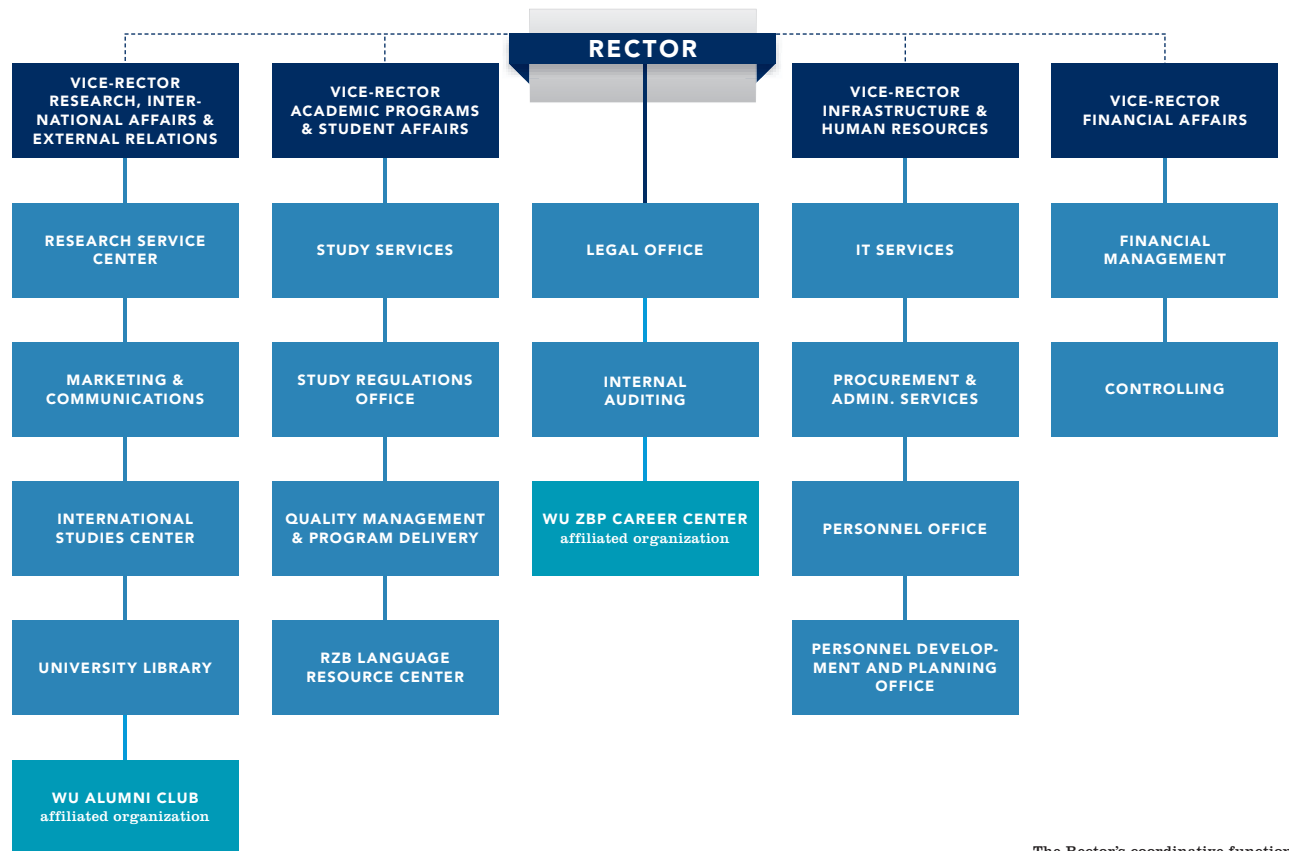 RECTOR
VICE-RECTOR
RESEARCH, INTER-
NATIONAL AFFAIRS &
EXTERNAL RELATIONS
VICE-RECTOR
ACADEMIC PROGRAMS
& STUDENT AFFAIRS
VICE-RECTOR
INFRASTRUCTURE &
HUMAN RESOURCES
VICE-RECTOR
FINANCIAL AFFAIRS
RESEARCH SERVICE
CENTER
STUDY SERVICES
LEGAL OFFICE
IT SERVICES
FINANCIAL
MANAGEMENT
MARKETING &
COMMUNICATIONS
STUDY REGULATIONS
OFFICE
INTERNAL
AUDITING
PROCUREMENT &
ADMIN. SERVICES
CONTROLLING
INTERNATIONAL
STUDIES CENTER
QUALITY MANAGEMENT
& PROGRAM DELIVERY
WU ZBP CAREER CENTER
affiliated organization
PERSONNEL OFFICE
UNIVERSITY LIBRARY
RZB LANGUAGE
RESOURCE CENTER
PERSONNEL DEVELOP-
MENT AND PLANNING
OFFICE
WU ALUMNI CLUB
affiliated organization
The Rector's coordinative function